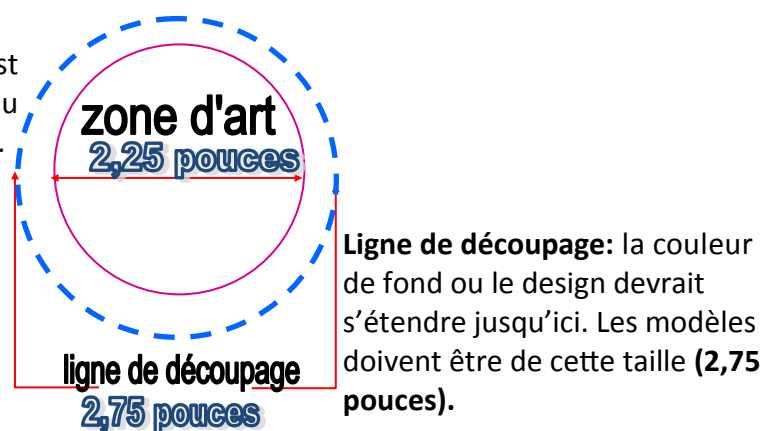 st
u
zone d'art
2,25 pouces
Ligne de découpage: la couleur
de fond ou le design devrait
s’étendre jusqu’ici. Les modèles
doivent être de cette taille (2,75
pouces).
ligne de découpage
2,75 pouces